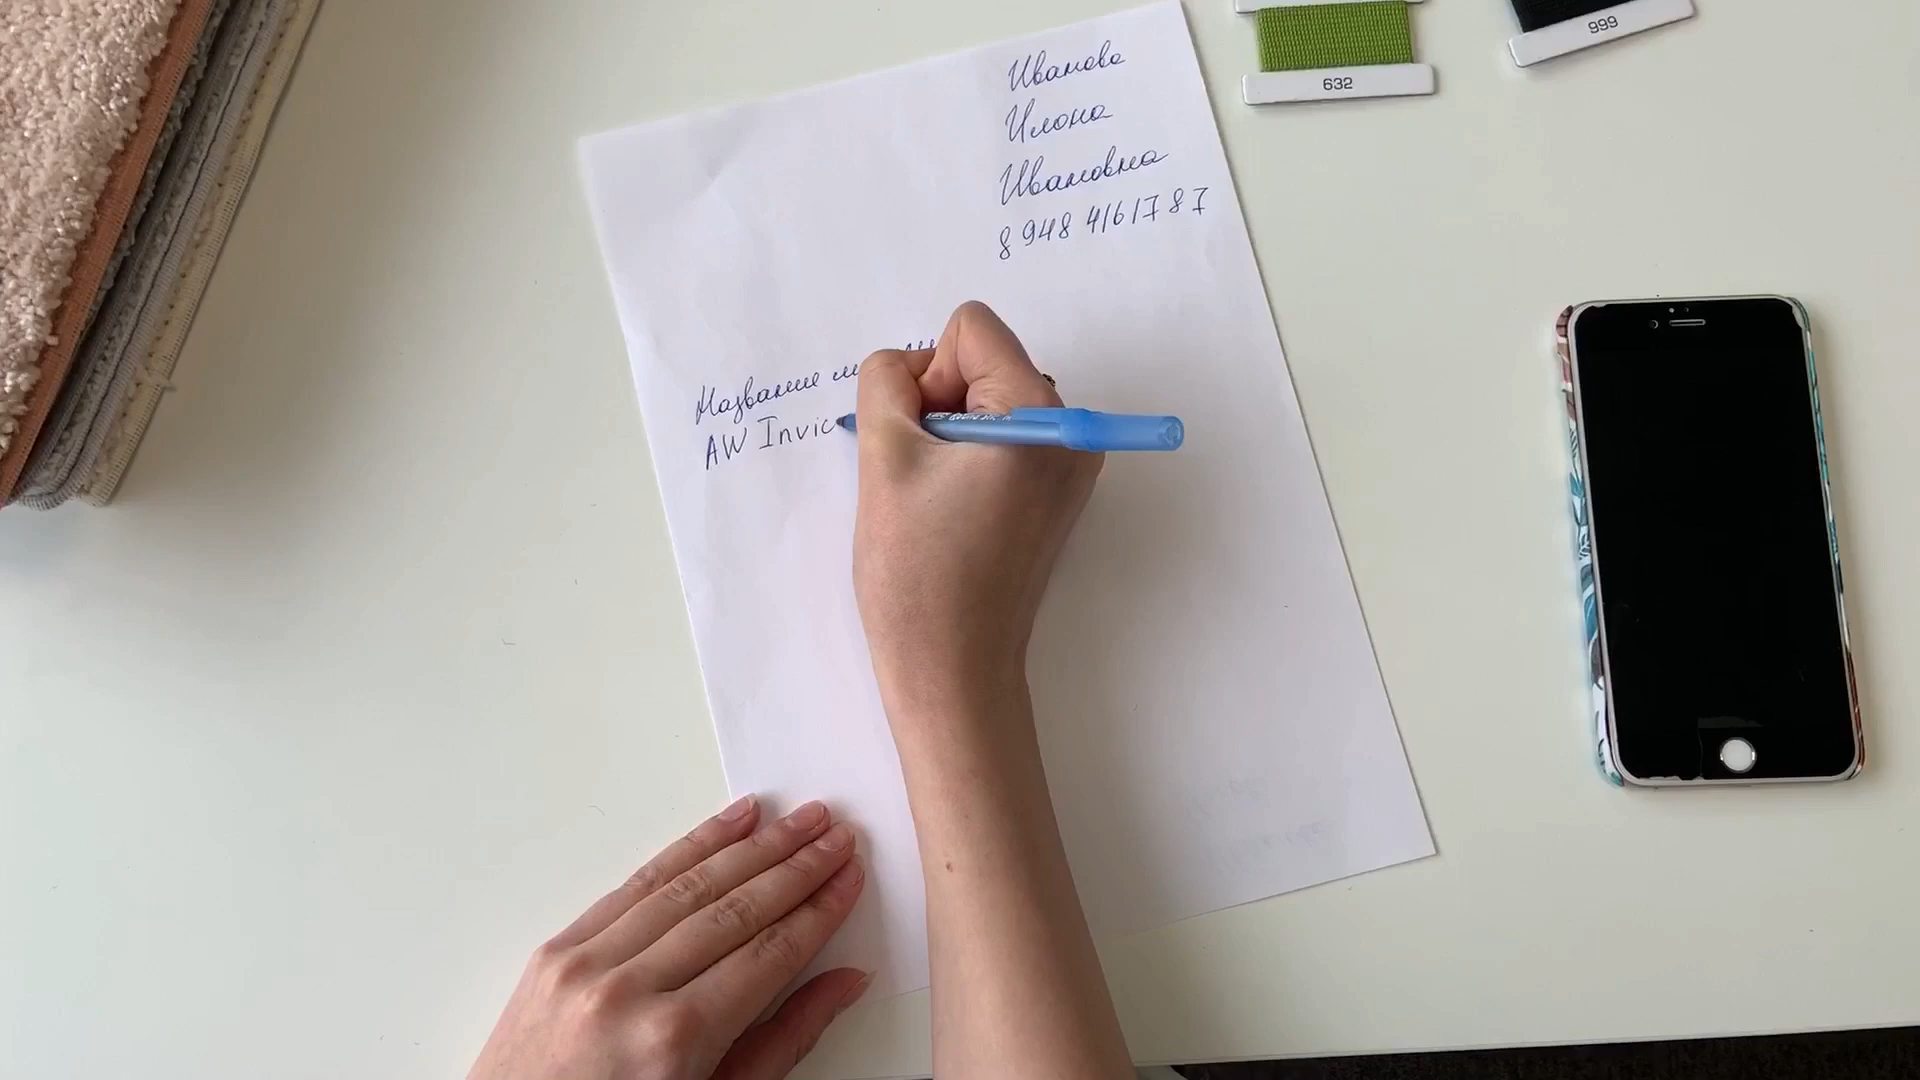 632
999
Иванова
Илона
Ивановна
8 948 4161787
Название
AW Invic